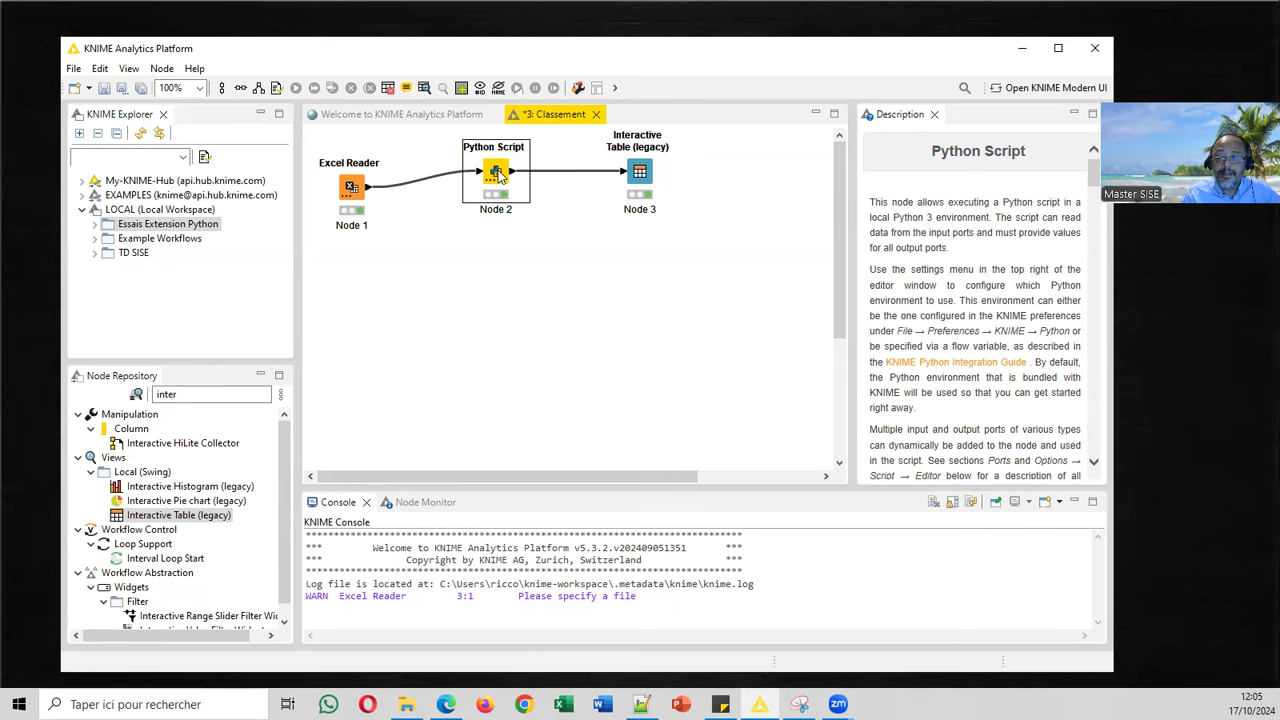 KNIME Analytics Platform
File Edit View Node Help
100%
Open KNIME Modern UI
KNIME Explorer
My-KNIME-Hub (api.hub.knime.com)
EXAMPLES (knime@api.hub.knime.com)
LOCAL (Local Workspace)
Essais Extension Python
Example Workflows
TD SISE
Welcome to KNIME Analytics Platform
*3: Classement
Excel Reader
Node 1
Python Script
Node 2
Interactive
Table (legacy)
Node 3
Description
Python Script
This node allows executing a Python script in a
local Python 3 environment. The script can read
data from the input ports and must provide values
for all output ports.
Use the settings menu in the top right of the
editor window to configure which Python
environment to use. This environment can either
be the one configured in the KNIME preferences
under File → Preferences → KNIME → Python or
be specified via a flow variable, as described in
the KNIME Python Integration Guide . By default,
the Python environment that is bundled with
KNIME will be used so that you can get started
right away.
Multiple input and output ports of various types
can dynamically be added to the node and used
in the script. See sections Ports and Options →
Script → Editor below for a description of all
Master SISE
Node Repository
inter
Manipulation
Column
Interactive HiLite Collector
Views
Local (Swing)
Interactive Histogram (legacy)
Interactive Pie chart (legacy)
Interactive Table (legacy)
Workflow Control
Loop Support
Interval Loop Start
Workflow Abstraction
Widgets
Filter
Interactive Range Slider Filter Wi
Console
Node Monitor
KNIME Console
*** Welcome to KNIME Analytics Platform v5.3.2.v202409051351 ***
*** Copyright by KNIME AG, Zurich, Switzerland ***
Log file is located at: C:\Users\ricco\knime-workspace\.metadata\knime\knime.log
WARN Excel Reader 3:1 Please specify a file
Taper ici pour rechercher
12:05
17/10/2024